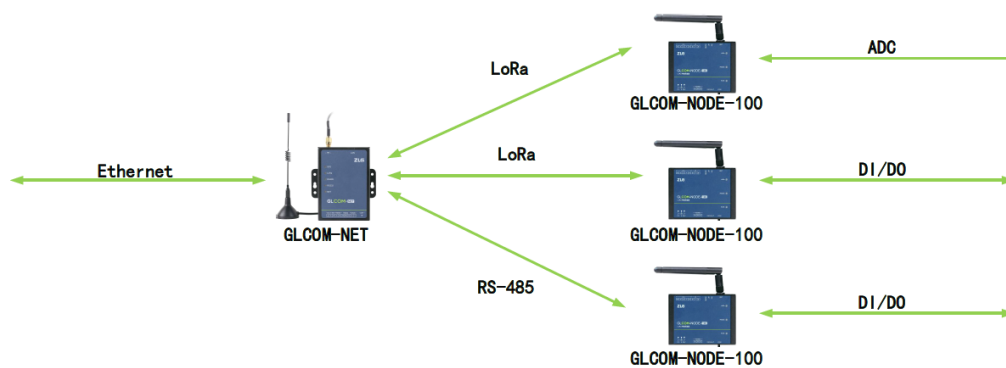 ADC
LoRa
GLCOM-NODE-100
ZLG
LoRa
Ethernet
DI/DO
GLCOM-NET
GLCOM-NODE-100
RS-485
DI/DO
GLCOM-NODE-100